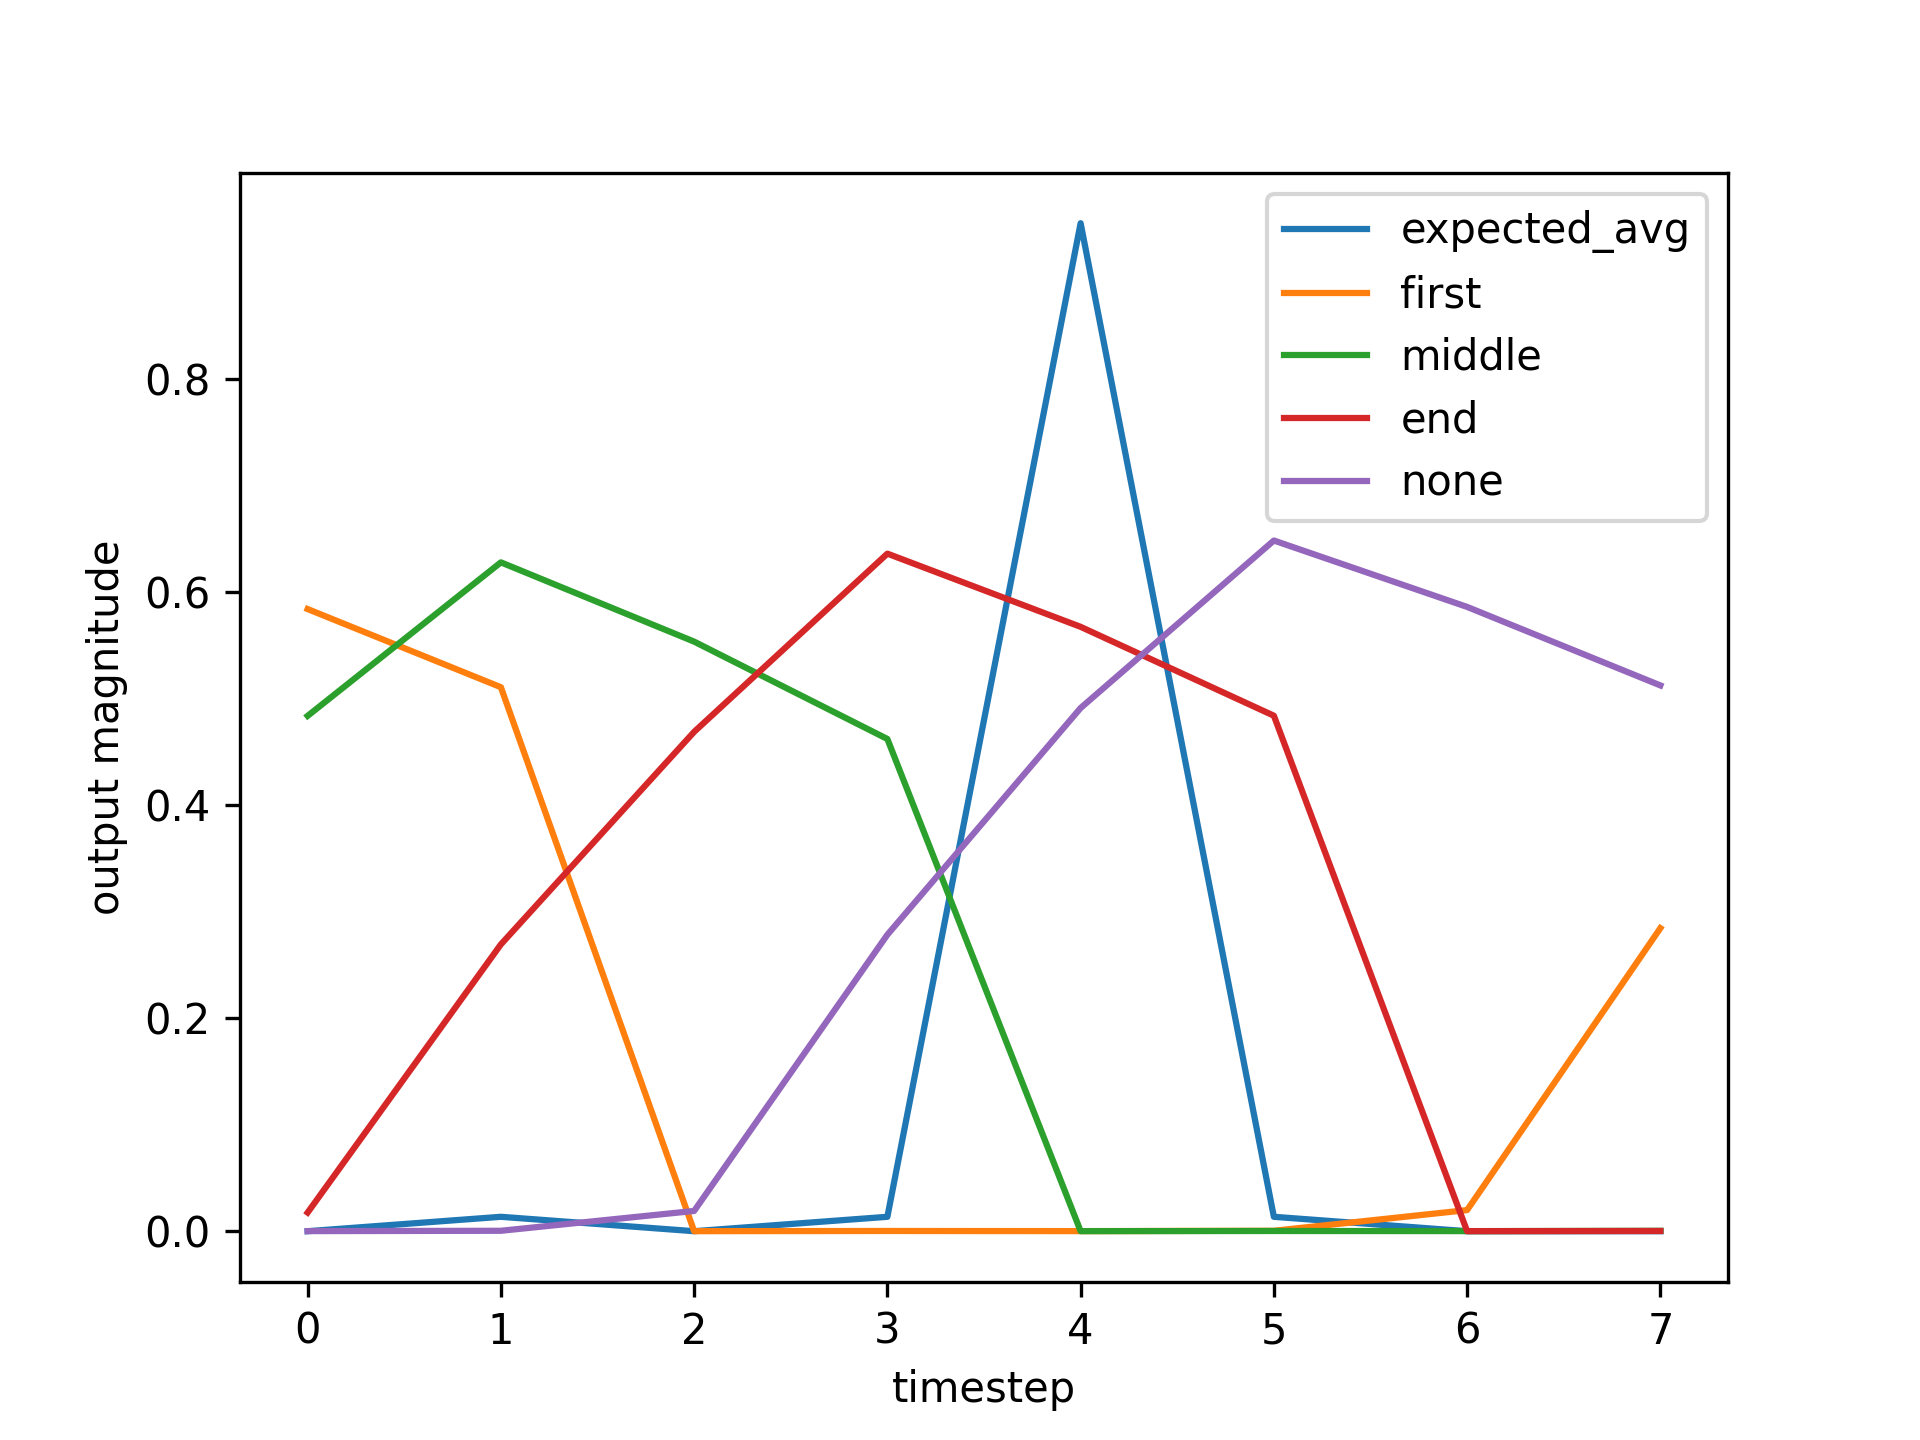 expected_avg
first
middle
end
none
output magnitude
0.8
0.6
0.4
0.2
0.0
0 1 2 3 4 5 6 7
timestep